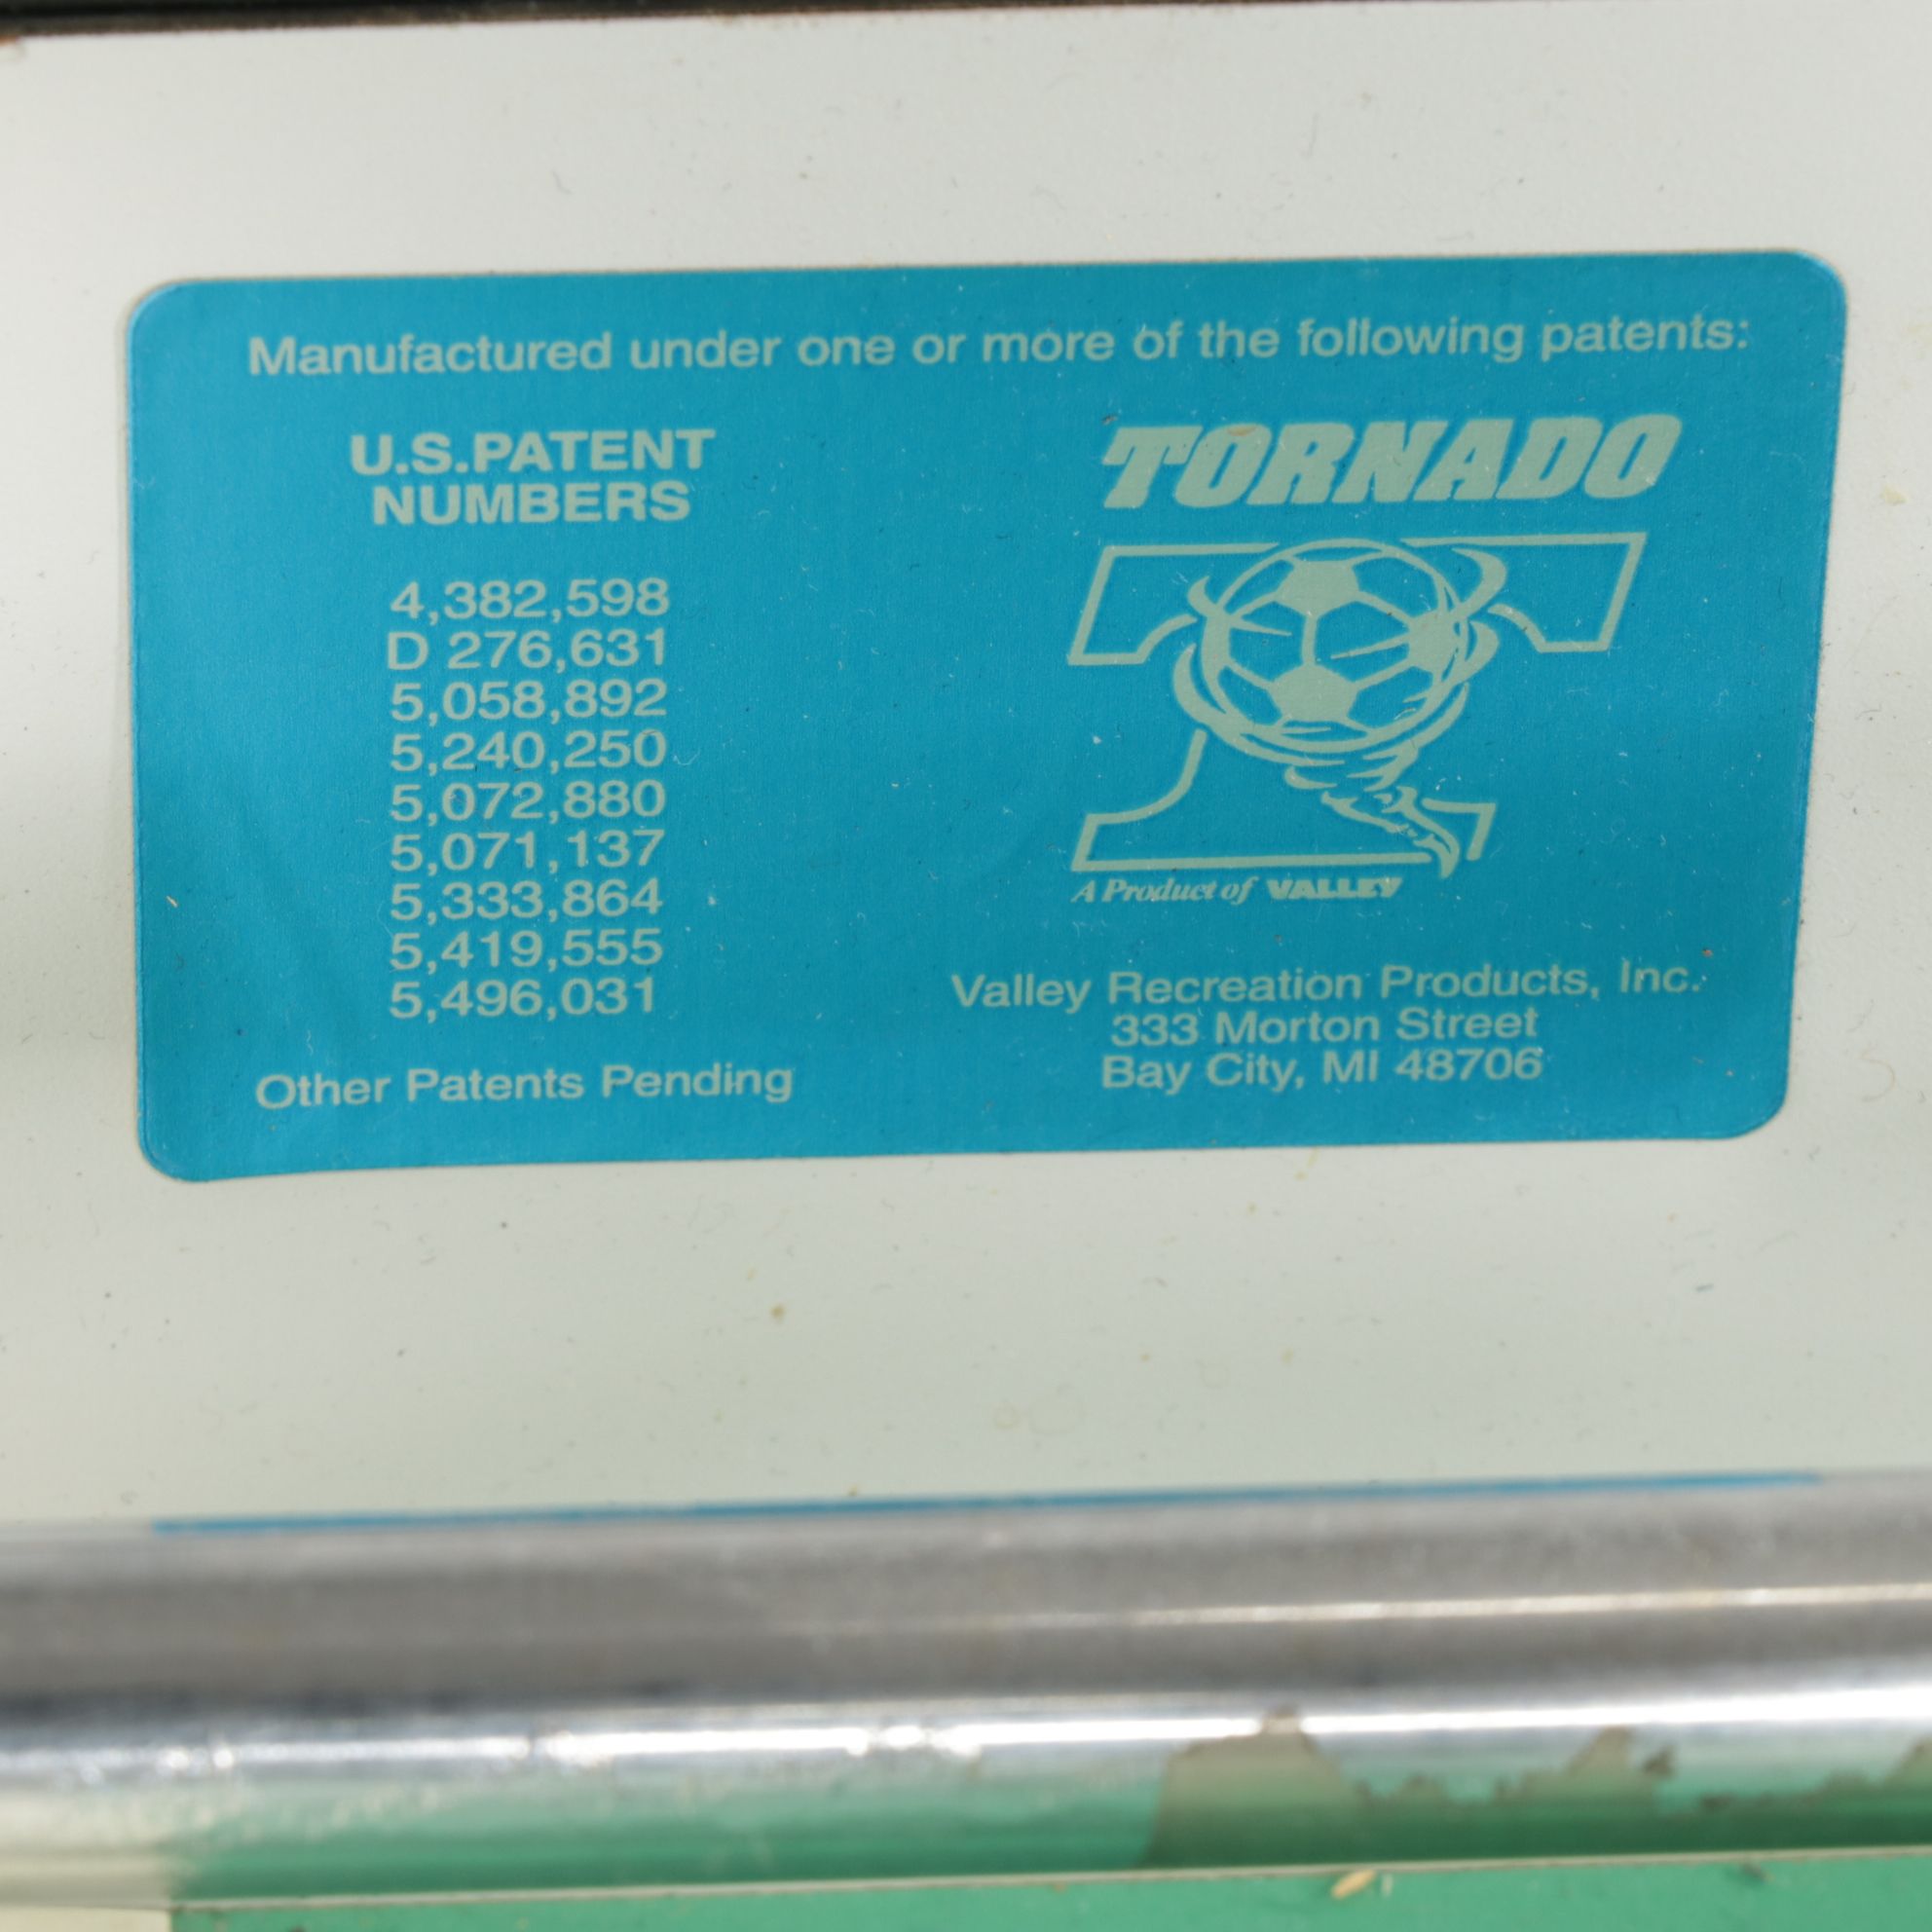 Manufactured under one or more of the following patents:
U.S.PATENT
NUMBERS
4,382,598
D 276,631
5,058,892
5,240,250
5,072,880
5,071,137
5,333,864
5,419,555
5,496,031
Other Patents Pending
TORNADO
A Product of VALLEY
Valley Recreation Products, Inc.
333 Morton Street
Bay City, MI 48706